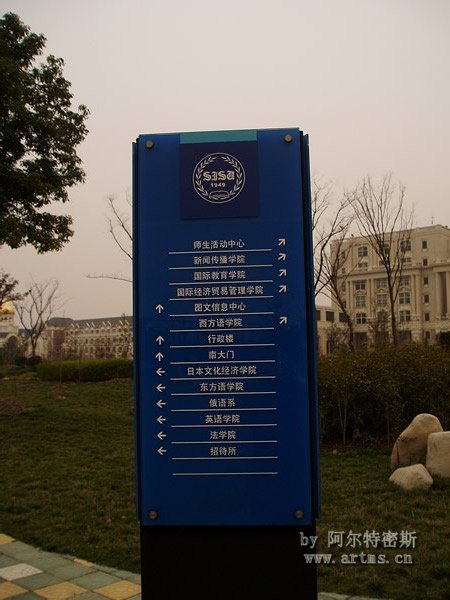 SISU
1949
师生活动中心 ↗
新闻传播学院 ↗
国际教育学院 ↗
国际经济贸易管理学院 ↗
↑ 图文信息中心
西方语学院 ↗
↑ 行政楼
↑ 南大门
← 日本文化经济学院
← 东方语学院
← 俄语系
← 英语学院
← 法学院
← 招待所
by 阿尔特密斯
www.artms.cn